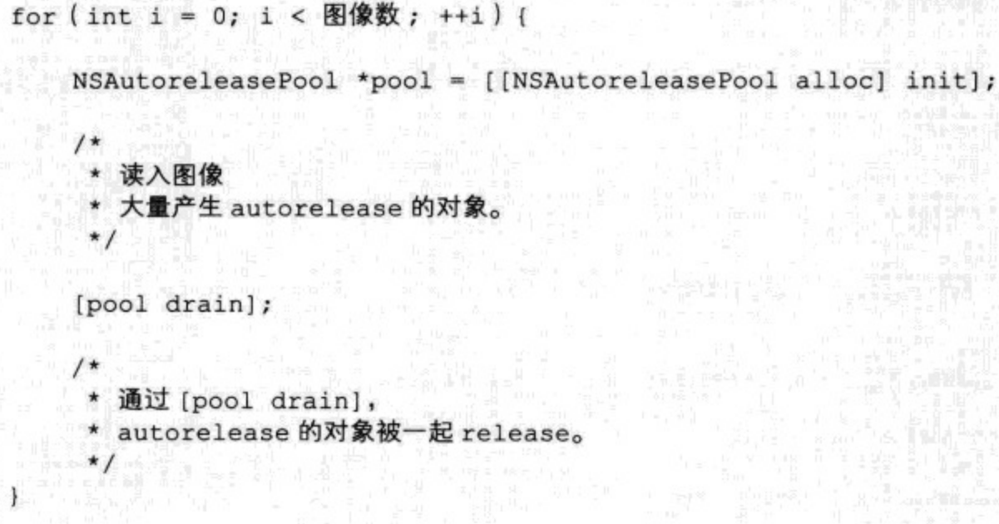 for ( int i = 0; i < 图像数 ; ++i ) {
NSAutoreleasePool *pool = [[NSAutoreleasePool alloc] init];
/*
* 读入图像
* 大量产生 autorelease 的对象。
*/
[pool drain];
/*
* 通过 [pool drain],
* autorelease 的对象被一起 release。
*/
}